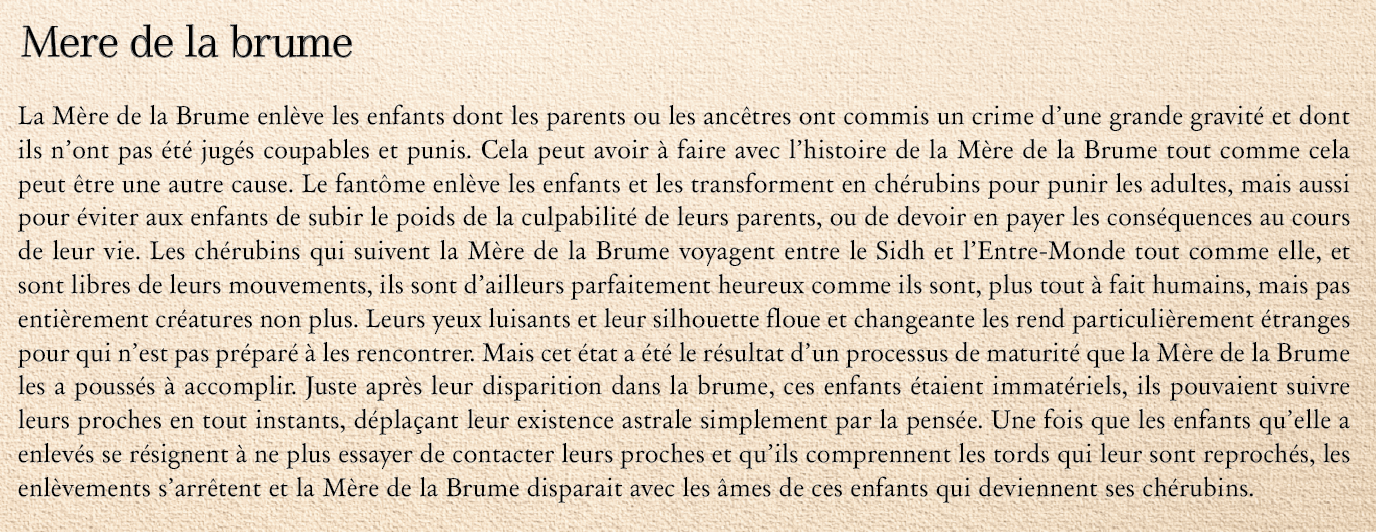 Mere de la brume
La Mère de la Brume enlève les enfants dont les parents ou les ancêtres ont commis un crime d’une grande gravité et dont
ils n’ont pas été jugés coupables et punis. Cela peut avoir à faire avec l’histoire de la Mère de la Brume tout comme cela
peut être une autre cause. Le fantôme enlève les enfants et les transforment en chérubins pour punir les adultes, mais aussi
pour éviter aux enfants de subir le poids de la culpabilité de leurs parents, ou de devoir en payer les conséquences au cours
de leur vie. Les chérubins qui suivent la Mère de la Brume voyagent entre le Sidh et l’Entre-Monde tout comme elle, et
sont libres de leurs mouvements, ils sont d’ailleurs parfaitement heureux comme ils sont, plus tout à fait humains, mais pas
entièrement créatures non plus. Leurs yeux luisants et leur silhouette floue et changeante les rend particulièrement étranges
pour qui n’est pas préparé à les rencontrer. Mais cet état a été le résultat d’un processus de maturité que la Mère de la Brume
les a poussés à accomplir. Juste après leur disparition dans la brume, ces enfants étaient immatériels, ils pouvaient suivre
leurs proches en tout instants, déplaçant leur existence astrale simplement par la pensée. Une fois que les enfants qu’elle a
enlevés se résignent à ne plus essayer de contacter leurs proches et qu’ils comprennent les tords qui leur sont reprochés, les
enlèvements s’arrêtent et la Mère de la Brume disparait avec les âmes de ces enfants qui deviennent ses chérubins.